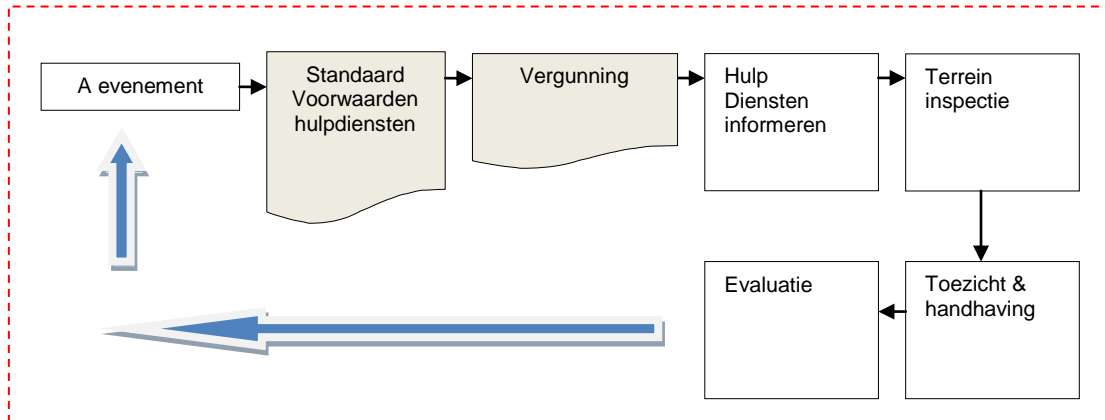 A evenement
Standaard
Voorwaarden
hulpdiensten
Vergunning
Hulp
Diensten
informeren
Terrein
inspectie
Toezicht &
handhaving
Evaluatie